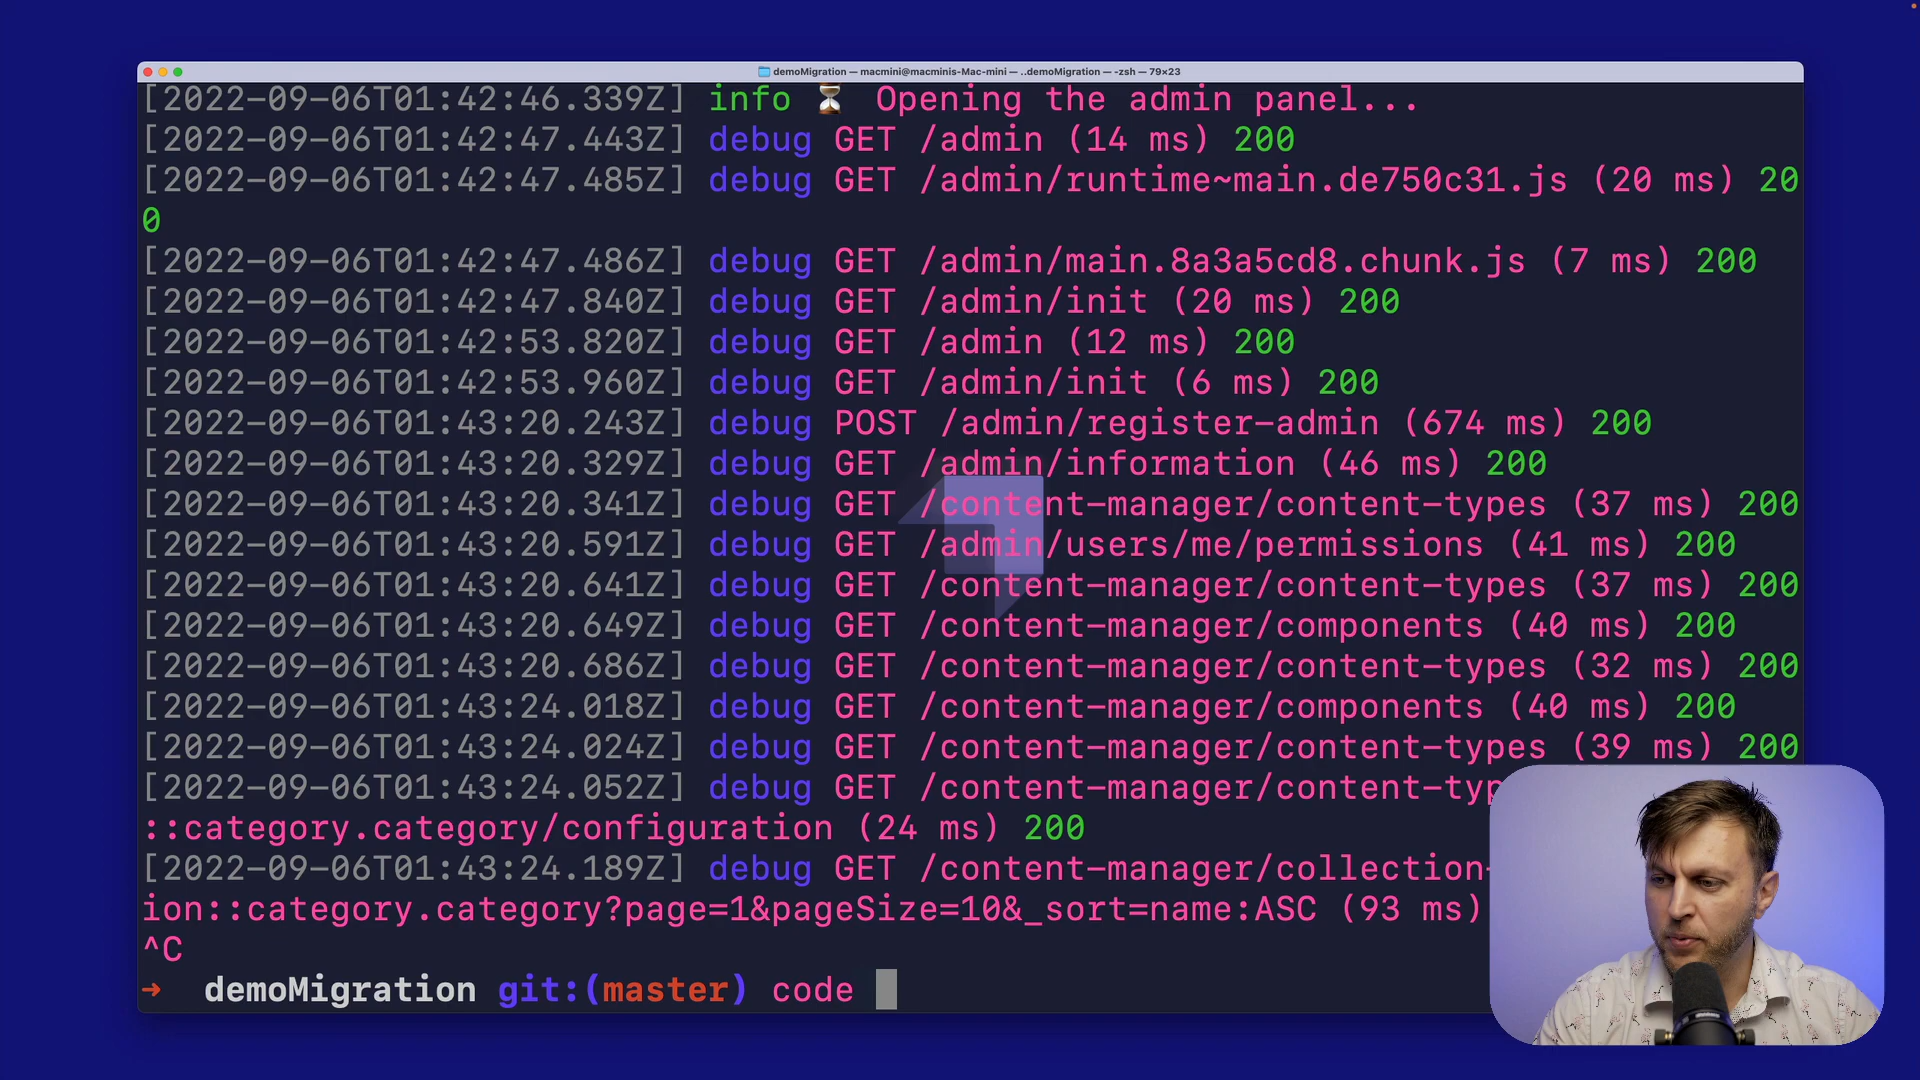 demoMigration — macmini@macminis-Mac-mini — ..demoMigration — -zsh — 79×23
[2022-09-06T01:42:46.339Z] info ⏳ Opening the admin panel...
[2022-09-06T01:42:47.443Z] debug GET /admin (14 ms) 200
[2022-09-06T01:42:47.485Z] debug GET /admin/runtime~main.de750c31.js (20 ms) 20
0
[2022-09-06T01:42:47.486Z] debug GET /admin/main.8a3a5cd8.chunk.js (7 ms) 200
[2022-09-06T01:42:47.840Z] debug GET /admin/init (20 ms) 200
[2022-09-06T01:42:53.820Z] debug GET /admin (12 ms) 200
[2022-09-06T01:42:53.960Z] debug GET /admin/init (6 ms) 200
[2022-09-06T01:43:20.243Z] debug POST /admin/register-admin (674 ms) 200
[2022-09-06T01:43:20.329Z] debug GET /admin/information (46 ms) 200
[2022-09-06T01:43:20.341Z] debug GET /content-manager/content-types (37 ms) 200
[2022-09-06T01:43:20.591Z] debug GET /admin/users/me/permissions (41 ms) 200
[2022-09-06T01:43:20.641Z] debug GET /content-manager/content-types (37 ms) 200
[2022-09-06T01:43:20.649Z] debug GET /content-manager/components (40 ms) 200
[2022-09-06T01:43:20.686Z] debug GET /content-manager/content-types (32 ms) 200
[2022-09-06T01:43:24.018Z] debug GET /content-manager/components (40 ms) 200
[2022-09-06T01:43:24.024Z] debug GET /content-manager/content-types (39 ms) 200
[2022-09-06T01:43:24.052Z] debug GET /content-manager/content-typ
::category.category/configuration (24 ms) 200
[2022-09-06T01:43:24.189Z] debug GET /content-manager/collection-
ion::category.category?page=1&pageSize=10&_sort=name:ASC (93 ms)
^C
➜ demoMigration git:(master) code